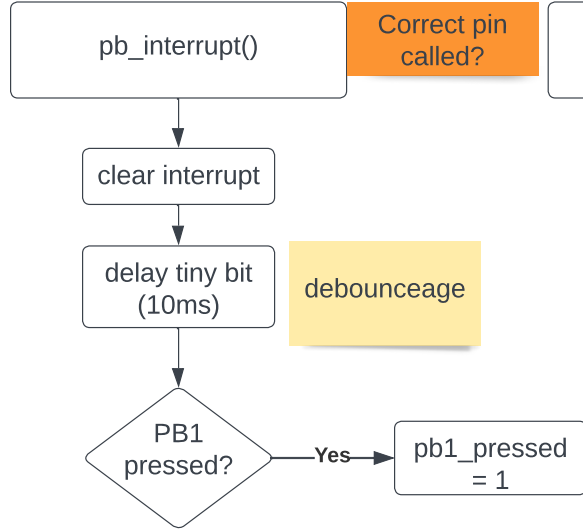 pb_interrupt()
Correct pin
called?
clear interrupt
delay tiny bit
(10ms)
debounceage
PB1
pressed?
Yes
pb1_pressed
= 1